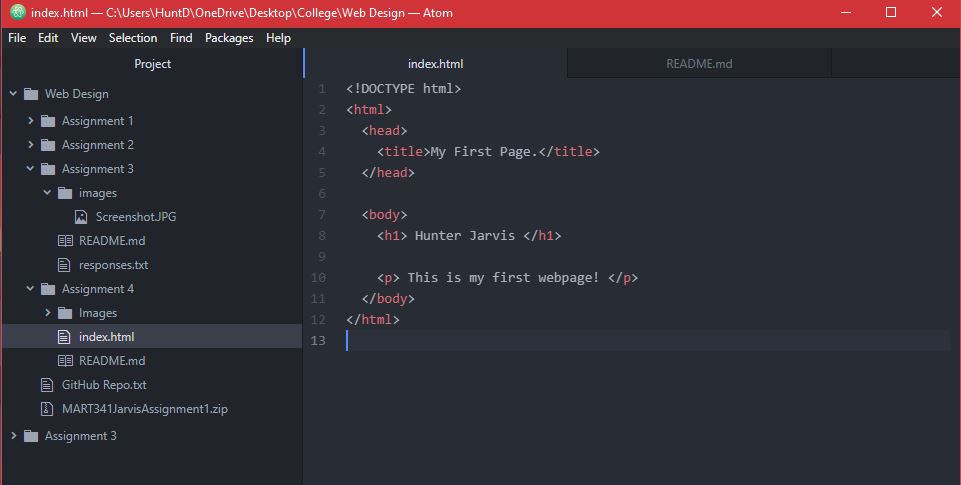 index.html — C:\Users\HuntD\OneDrive\Desktop\College\Web Design — Atom
File Edit View Selection Find Packages Help
Project
Web Design
Assignment 1
Assignment 2
Assignment 3
images
Screenshot.JPG
README.md
responses.txt
Assignment 4
Images
index.html
README.md
GitHub Repo.txt
MART341JarvisAssignment1.zip
Assignment 3
index.html README.md
1 <!DOCTYPE html>
2 <html>
3   <head>
4     <title>My First Page.</title>
5   </head>
6
7   <body>
8     <h1> Hunter Jarvis </h1>
9
10     <p> This is my first webpage! </p>
11   </body>
12 </html>
13